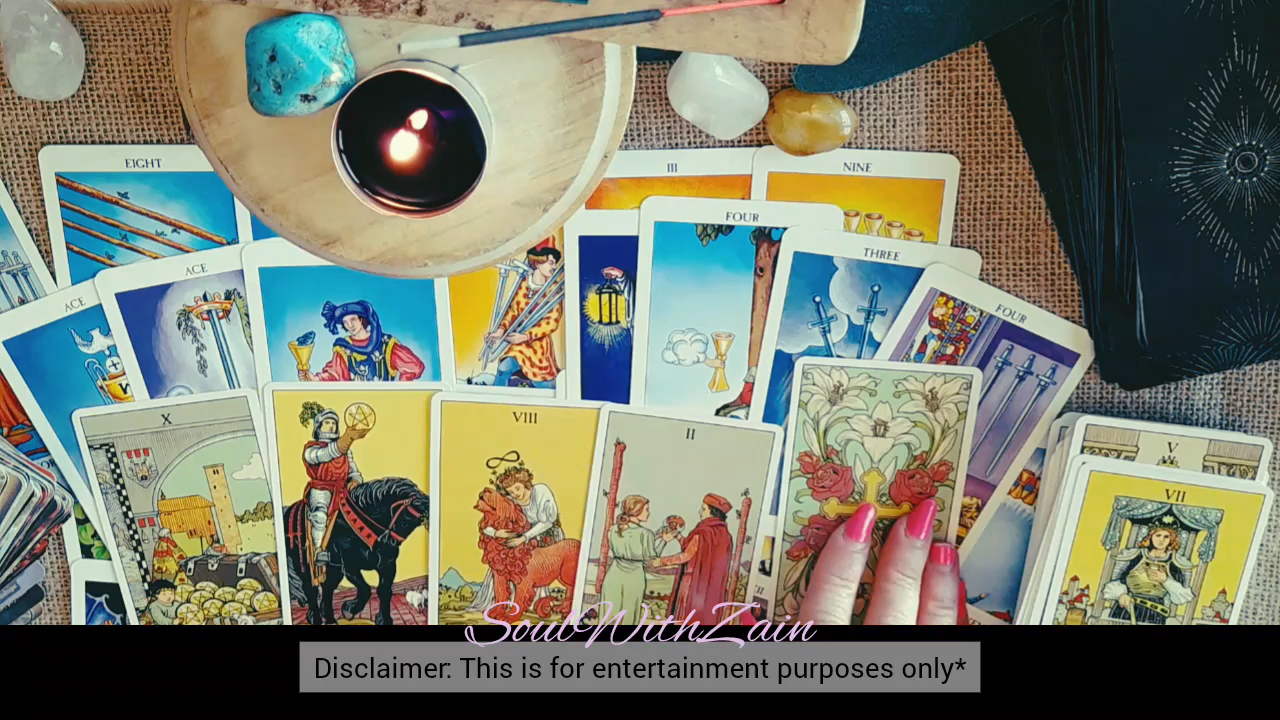 EIGHT
III
NINE
FOUR
ACE
THREE
ACE
FOUR
X
VIII
II
V
VII
SoulWithZain
Disclaimer: This is for entertainment purposes only*